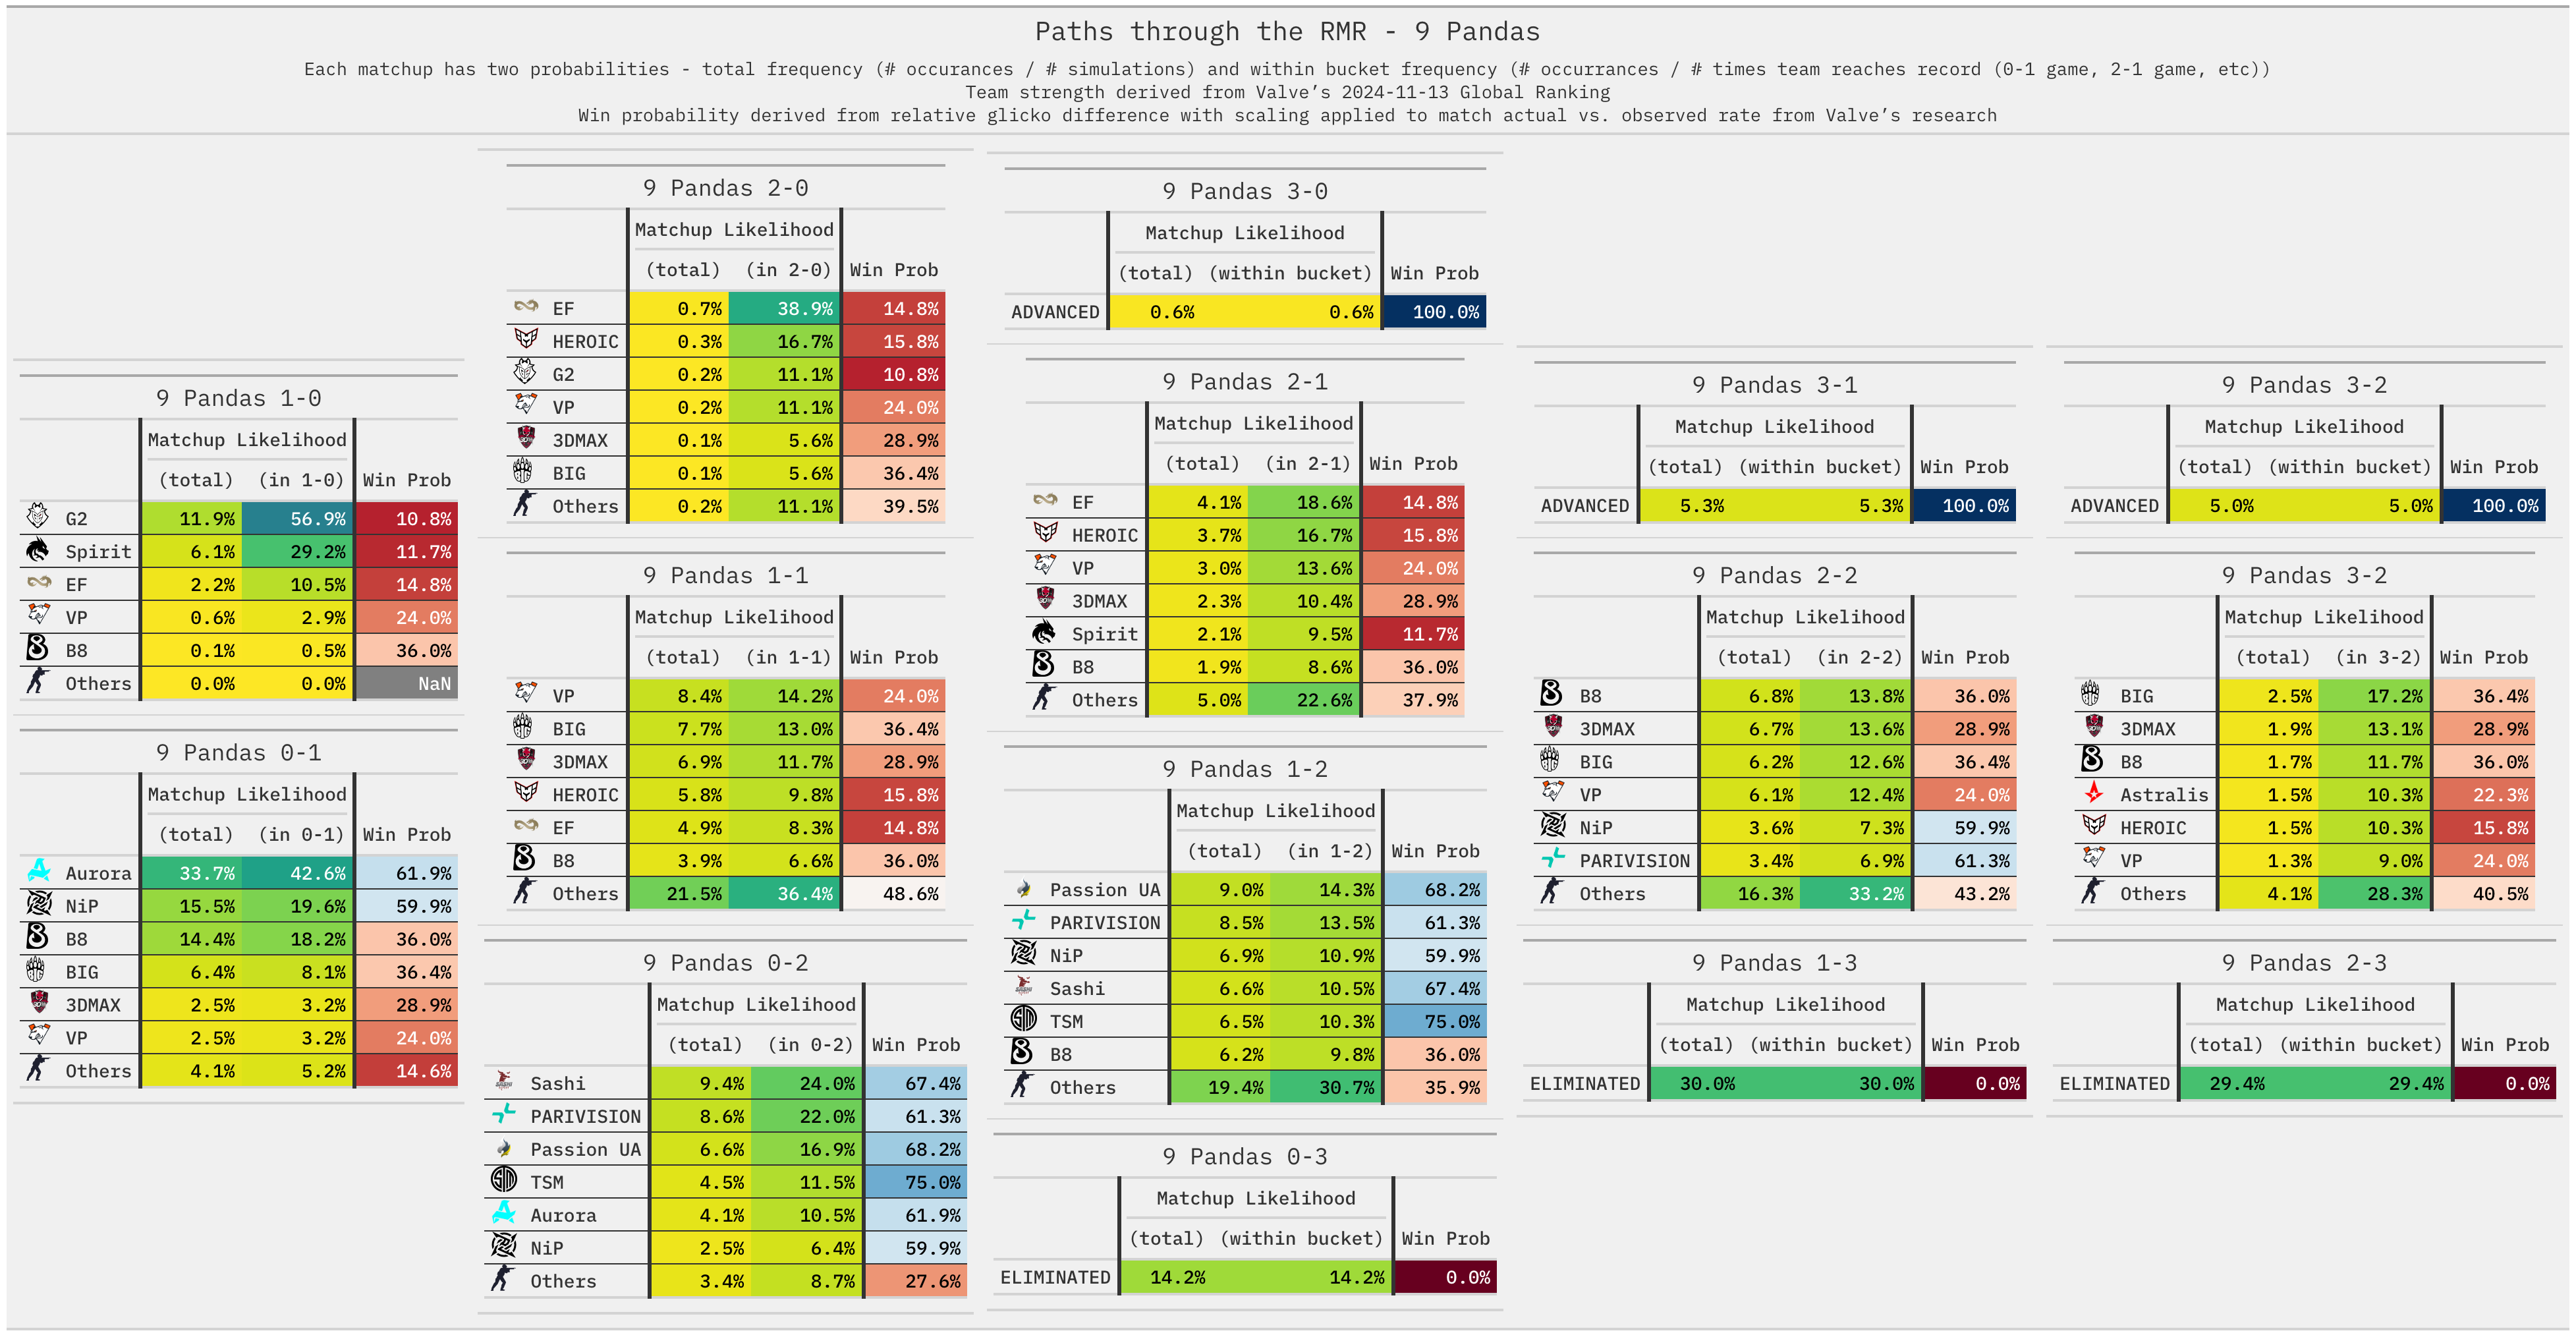 Paths through the RMR - 9 Pandas
Each matchup has two probabilities - total frequency (# occurances / # simulations) and within bucket frequency (# occurrances / # times team reaches record (0-1 game, 2-1 game, etc))
Team strength derived from Valve’s 2024-11-13 Global Ranking
Win probability derived from relative glicko difference with scaling applied to match actual vs. observed rate from Valve’s research
9 Pandas 1-0
Matchup Likelihood
(total) (in 1-0) Win Prob
G2 11.9% 56.9% 10.8%
Spirit 6.1% 29.2% 11.7%
EF 2.2% 10.5% 14.8%
VP 0.6% 2.9% 24.0%
B8 0.1% 0.5% 36.0%
Others 0.0% 0.0% NaN
9 Pandas 0-1
Matchup Likelihood
(total) (in 0-1) Win Prob
Aurora 33.7% 42.6% 61.9%
NiP 15.5% 19.6% 59.9%
B8 14.4% 18.2% 36.0%
BIG 6.4% 8.1% 36.4%
3DMAX 2.5% 3.2% 28.9%
VP 2.5% 3.2% 24.0%
Others 4.1% 5.2% 14.6%
9 Pandas 2-0
Matchup Likelihood
(total) (in 2-0) Win Prob
EF 0.7% 38.9% 14.8%
HEROIC 0.3% 16.7% 15.8%
G2 0.2% 11.1% 10.8%
VP 0.2% 11.1% 24.0%
3DMAX 0.1% 5.6% 28.9%
BIG 0.1% 5.6% 36.4%
Others 0.2% 11.1% 39.5%
9 Pandas 1-1
Matchup Likelihood
(total) (in 1-1) Win Prob
VP 8.4% 14.2% 24.0%
BIG 7.7% 13.0% 36.4%
3DMAX 6.9% 11.7% 28.9%
HEROIC 5.8% 9.8% 15.8%
EF 4.9% 8.3% 14.8%
B8 3.9% 6.6% 36.0%
Others 21.5% 36.4% 48.6%
9 Pandas 0-2
Matchup Likelihood
(total) (in 0-2) Win Prob
Sashi 9.4% 24.0% 67.4%
PARIVISION 8.6% 22.0% 61.3%
Passion UA 6.6% 16.9% 68.2%
TSM 4.5% 11.5% 75.0%
Aurora 4.1% 10.5% 61.9%
NiP 2.5% 6.4% 59.9%
Others 3.4% 8.7% 27.6%
9 Pandas 3-0
Matchup Likelihood
(total) (within bucket) Win Prob
ADVANCED 0.6% 0.6% 100.0%
9 Pandas 2-1
Matchup Likelihood
(total) (in 2-1) Win Prob
EF 4.1% 18.6% 14.8%
HEROIC 3.7% 16.7% 15.8%
VP 3.0% 13.6% 24.0%
3DMAX 2.3% 10.4% 28.9%
Spirit 2.1% 9.5% 11.7%
B8 1.9% 8.6% 36.0%
Others 5.0% 22.6% 37.9%
9 Pandas 1-2
Matchup Likelihood
(total) (in 1-2) Win Prob
Passion UA 9.0% 14.3% 68.2%
PARIVISION 8.5% 13.5% 61.3%
NiP 6.9% 10.9% 59.9%
Sashi 6.6% 10.5% 67.4%
TSM 6.5% 10.3% 75.0%
B8 6.2% 9.8% 36.0%
Others 19.4% 30.7% 35.9%
9 Pandas 0-3
Matchup Likelihood
(total) (within bucket) Win Prob
ELIMINATED 14.2% 14.2% 0.0%
9 Pandas 3-1
Matchup Likelihood
(total) (within bucket) Win Prob
ADVANCED 5.3% 5.3% 100.0%
9 Pandas 2-2
Matchup Likelihood
(total) (in 2-2) Win Prob
B8 6.8% 13.8% 36.0%
3DMAX 6.7% 13.6% 28.9%
BIG 6.2% 12.6% 36.4%
VP 6.1% 12.4% 24.0%
NiP 3.6% 7.3% 59.9%
PARIVISION 3.4% 6.9% 61.3%
Others 16.3% 33.2% 43.2%
9 Pandas 1-3
Matchup Likelihood
(total) (within bucket) Win Prob
ELIMINATED 30.0% 30.0% 0.0%
9 Pandas 3-2
Matchup Likelihood
(total) (within bucket) Win Prob
ADVANCED 5.0% 5.0% 100.0%
9 Pandas 3-2
Matchup Likelihood
(total) (in 3-2) Win Prob
BIG 2.5% 17.2% 36.4%
3DMAX 1.9% 13.1% 28.9%
B8 1.7% 11.7% 36.0%
Astralis 1.5% 10.3% 22.3%
HEROIC 1.5% 10.3% 15.8%
VP 1.3% 9.0% 24.0%
Others 4.1% 28.3% 40.5%
9 Pandas 2-3
Matchup Likelihood
(total) (within bucket) Win Prob
ELIMINATED 29.4% 29.4% 0.0%